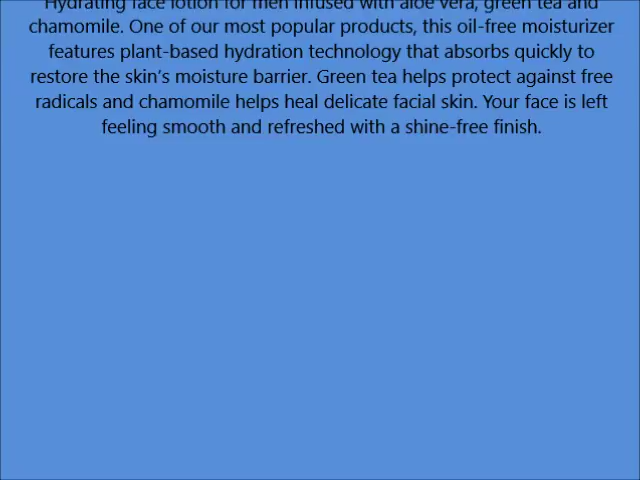 Hydrating face lotion for men infused with aloe vera, green tea and
chamomile. One of our most popular products, this oil-free moisturizer
features plant-based hydration technology that absorbs quickly to
restore the skin’s moisture barrier. Green tea helps protect against free
radicals and chamomile helps heal delicate facial skin. Your face is left
feeling smooth and refreshed with a shine-free finish.